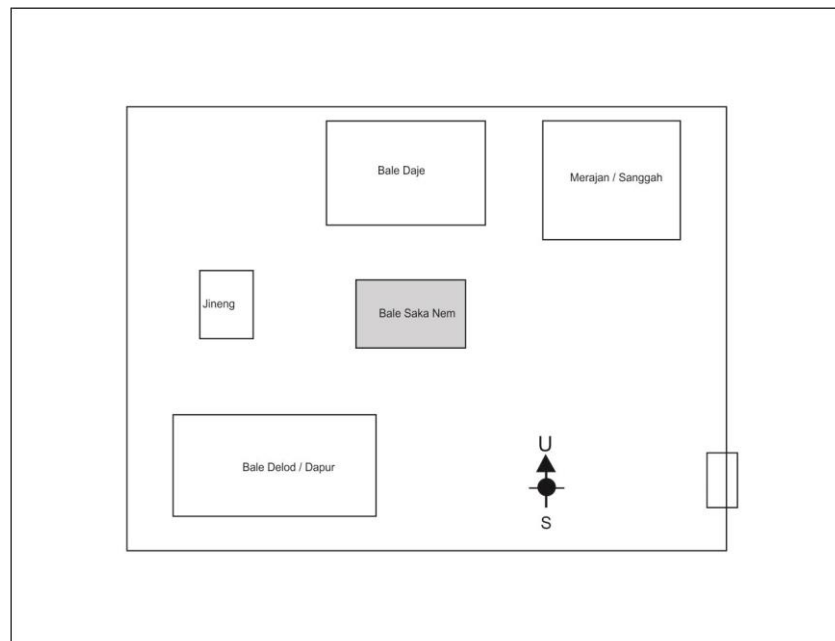 Bale Daje
Merajan / Sanggah
Jineng
Bale Saka Nem
Bale Delod / Dapur
U
S